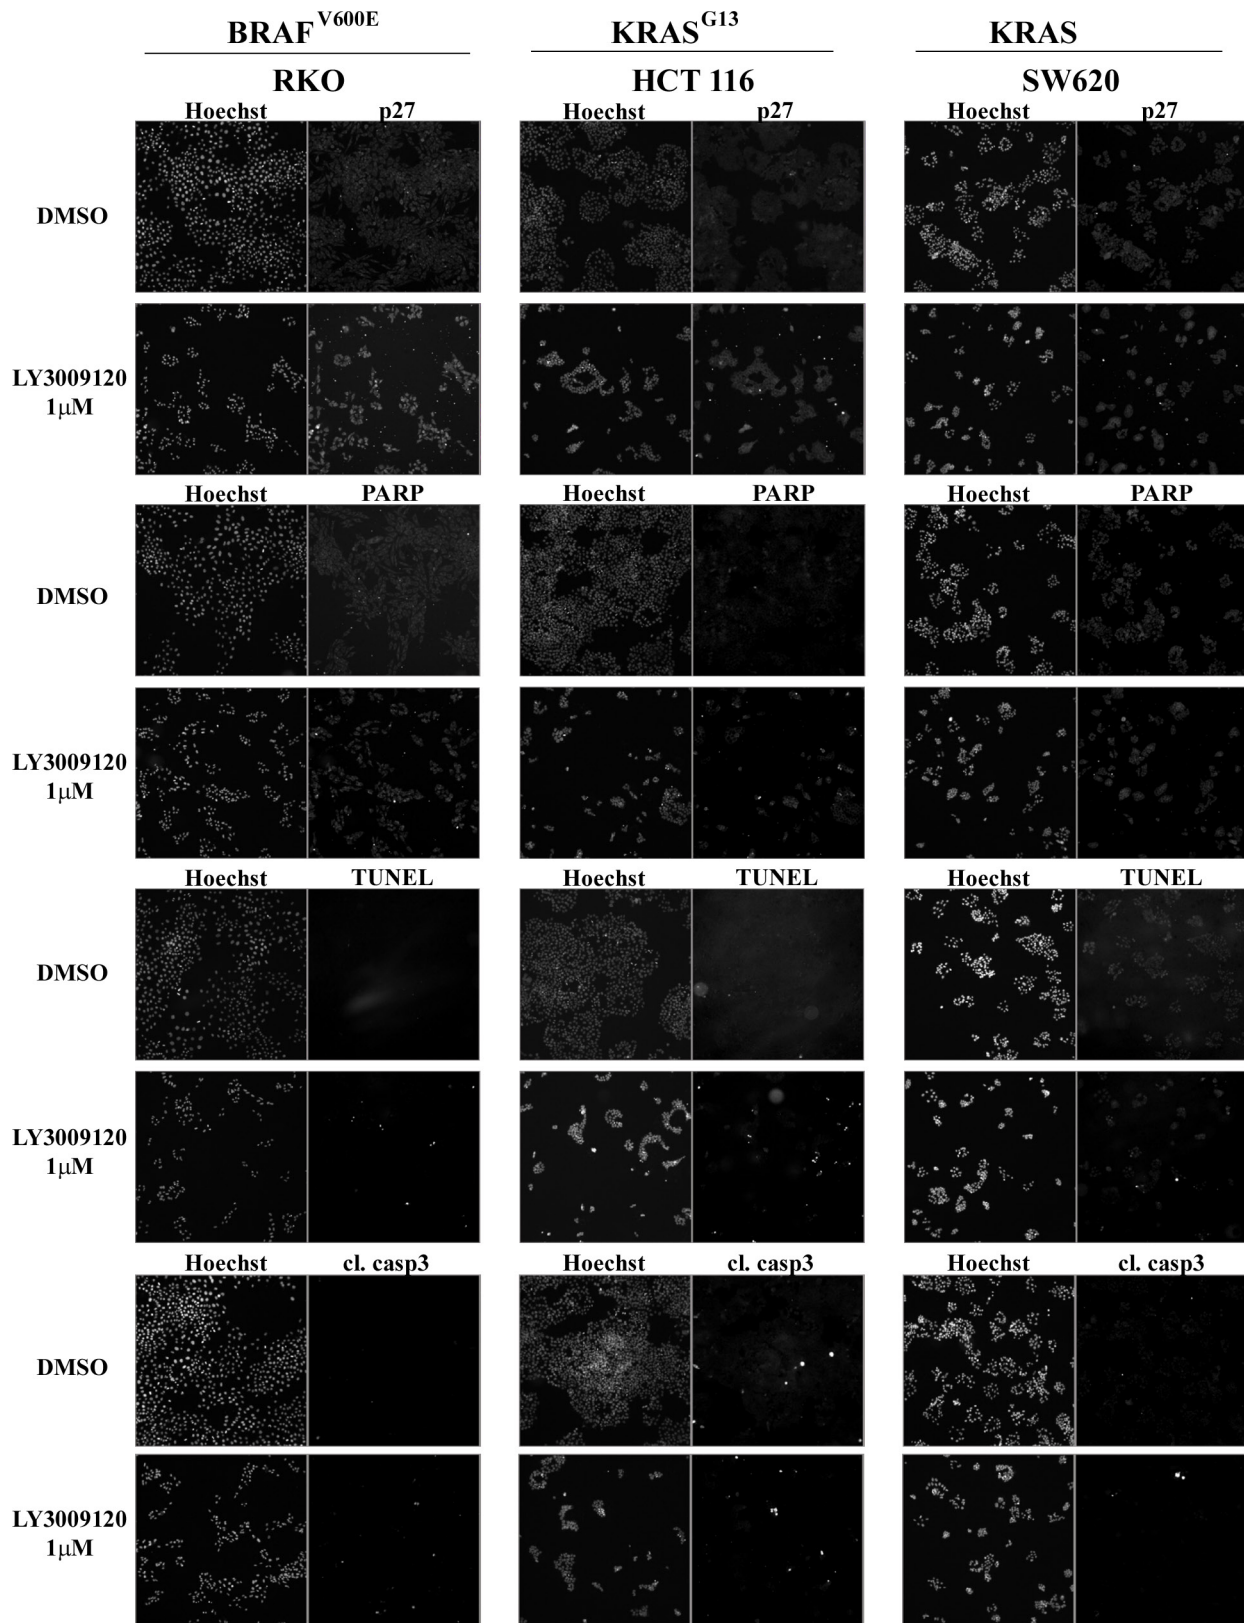 BRAF V600E KRAS G13 KRAS
RKO HCT 116 SW620
Hoechst p27 Hoechst p27 Hoechst p27
DMSO
LY3009120
1μM
Hoechst PARP Hoechst PARP Hoechst PARP
DMSO
LY3009120
1μM
Hoechst TUNEL Hoechst TUNEL Hoechst TUNEL
DMSO
LY3009120
1μM
Hoechst cl. casp3 Hoechst cl. casp3 Hoechst cl. casp3
DMSO
LY3009120
1μM